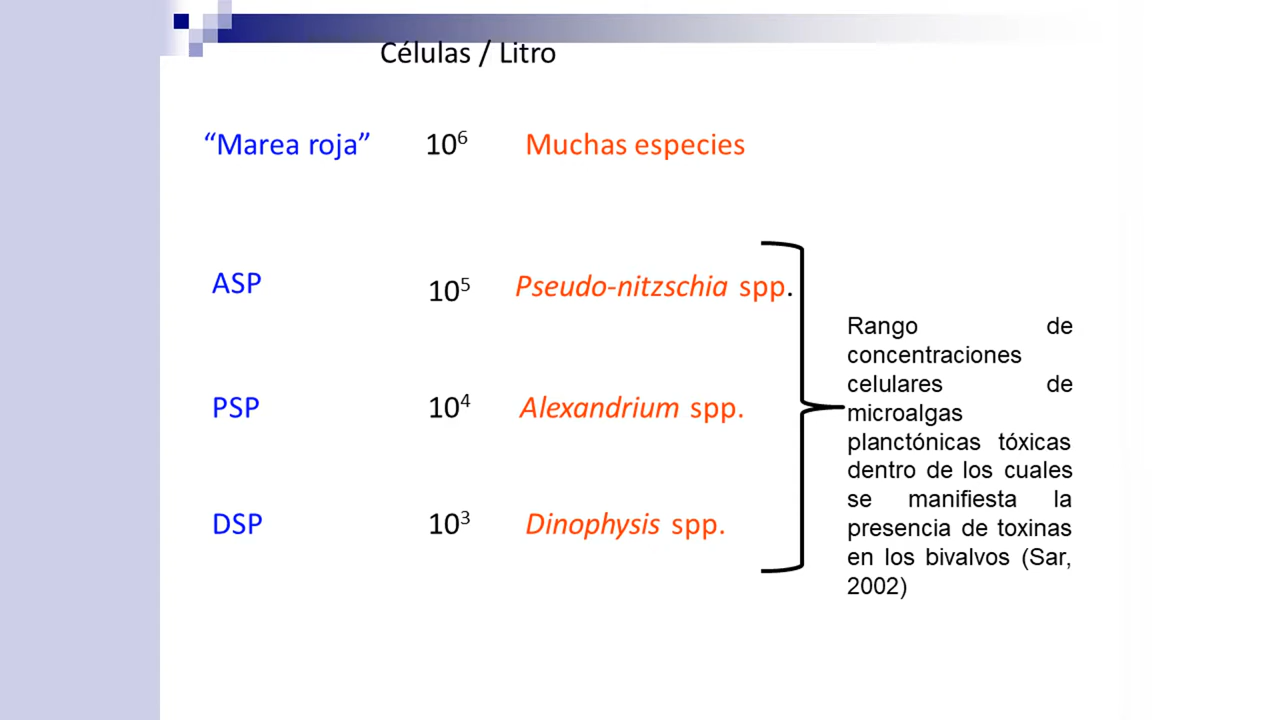 Células / Litro
“Marea roja” 10⁶ Muchas especies
ASP 10⁵ Pseudo-nitzschia spp.
PSP 10⁴ Alexandrium spp.
DSP 10³ Dinophysis spp.
Rango de
concentraciones
celulares de
microalgas
planctónicas tóxicas
dentro de los cuales
se manifiesta la
presencia de toxinas
en los bivalvos (Sar,
2002)